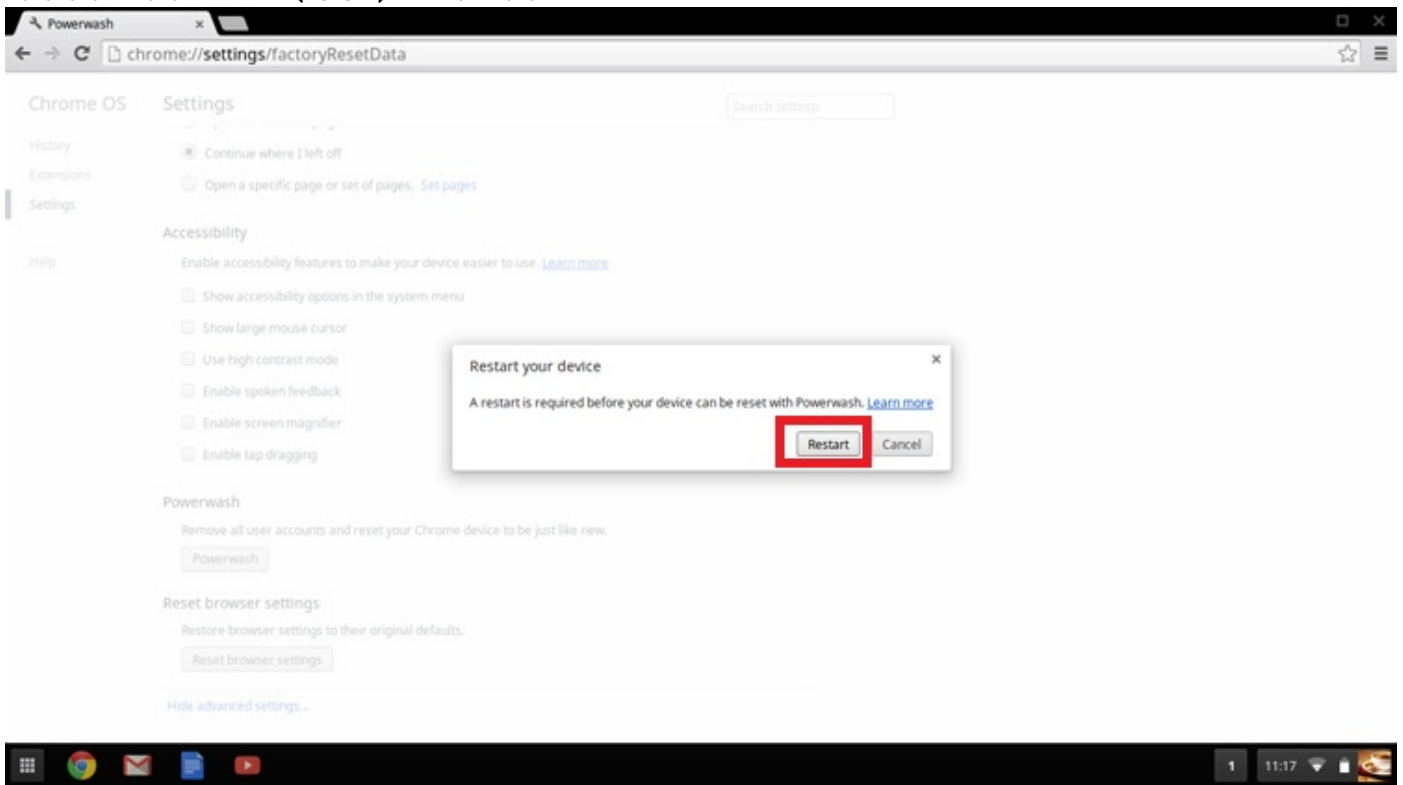 Powerwash
chrome://settings/factoryResetData
Chrome OS
Settings
Search settings
History
Extensions
Settings
Help
Continue where I left off
Open a specific page or set of pages. Set pages
Accessibility
Enable accessibility features to make your device easier to use. Learn more
Show accessibility options in the system menu
Show large mouse cursor
Use high contrast mode
Enable spoken feedback
Enable screen magnifier
Enable tap dragging
Restart your device
A restart is required before your device can be reset with Powerwash. Learn more
Restart
Cancel
Powerwash
Remove all user accounts and reset your Chrome device to be just like new.
Powerwash
Reset browser settings
Restore browser settings to their original defaults.
Reset browser settings
Hide advanced settings...
1
11:17